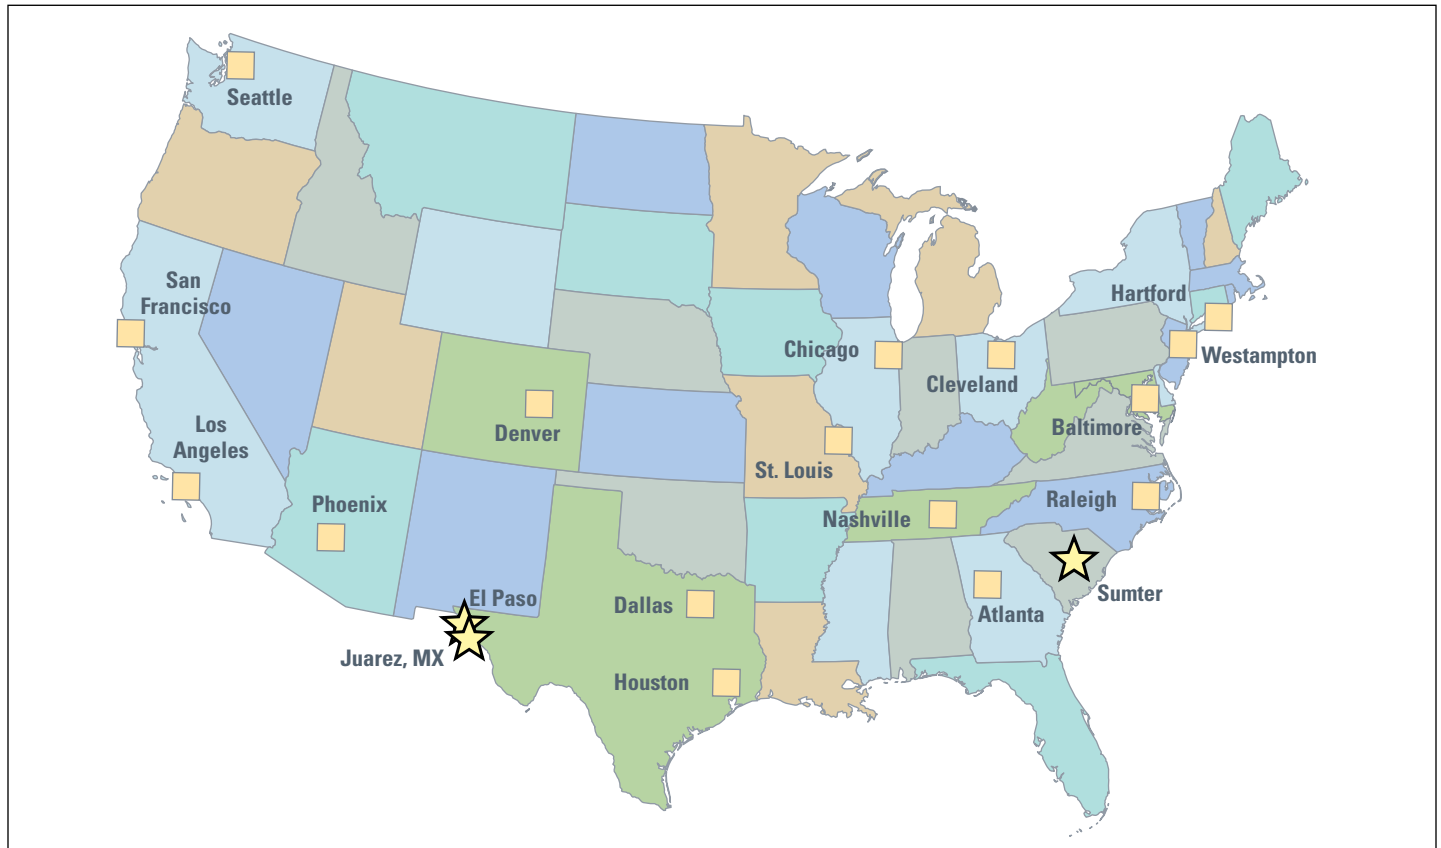 Seattle
San
Francisco
Hartford
Chicago
Westampton
Cleveland
Los
Angeles
Denver
Baltimore
St. Louis
Phoenix
Raleigh
Nashville
El Paso
Dallas
Sumter
Atlanta
Juarez, MX
Houston